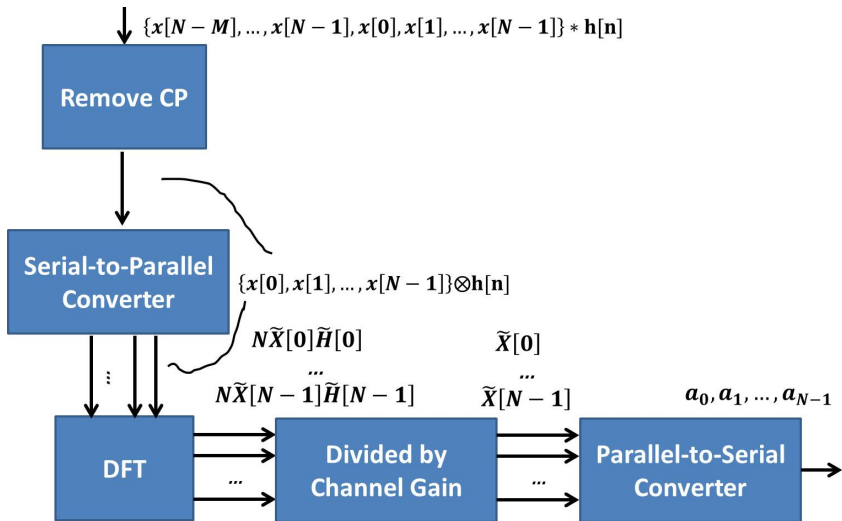 {x[N − M], … , x[N − 1], x[0], x[1], … , x[N − 1]} ∗ h[n]
Remove CP
Serial-to-Parallel
Converter
{x[0], x[1], … , x[N − 1]}⊗h[n]
NX̃[0]H̃[0]
…
NX̃[N − 1]H̃[N − 1]
X̃[0]
…
X̃[N − 1]
a₀, a₁, … , a_{N−1}
…
DFT
…
Divided by
Channel Gain
…
Parallel-to-Serial
Converter